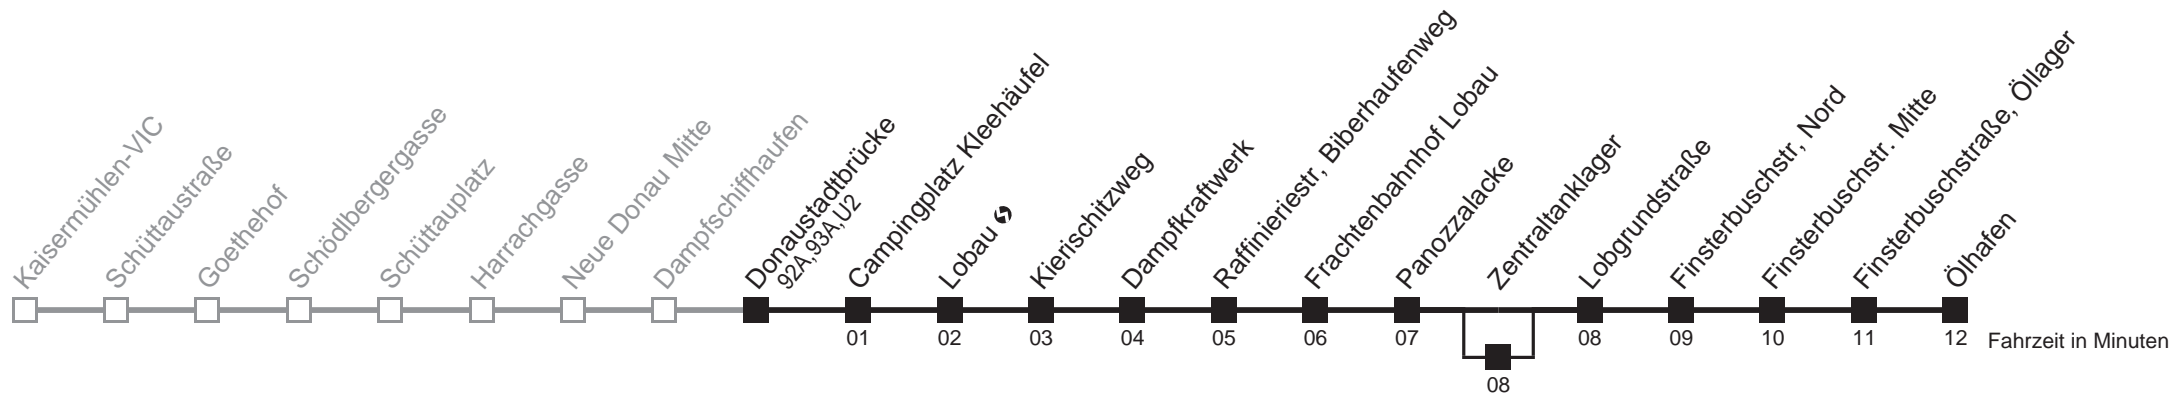 Kaisermühlen-VIC
Schüttaustraße
Goethehof
Schödlbergergasse
Schüttauplatz
Harrachgasse
Neue Donau Mitte
Dampfschiffhaufen
Donaustadtbrücke
92A,93A,U2
Campingplatz Kleehäufel
Lobau
Kierischitzweg
Dampfkraftwerk
Raffinieriestr, Biberhaufenweg
Frachtenbahnhof Lobau
Panozzalacke
Zentraltanklager
Lobgrundstraße
Finsterbuschstr, Nord
Finsterbuschstr. Mitte
Finsterbuschstraße, Öllager
Ölhafen
01 02 03 04 05 06 07 08 09 10 11 12 Fahrzeit in Minuten
08